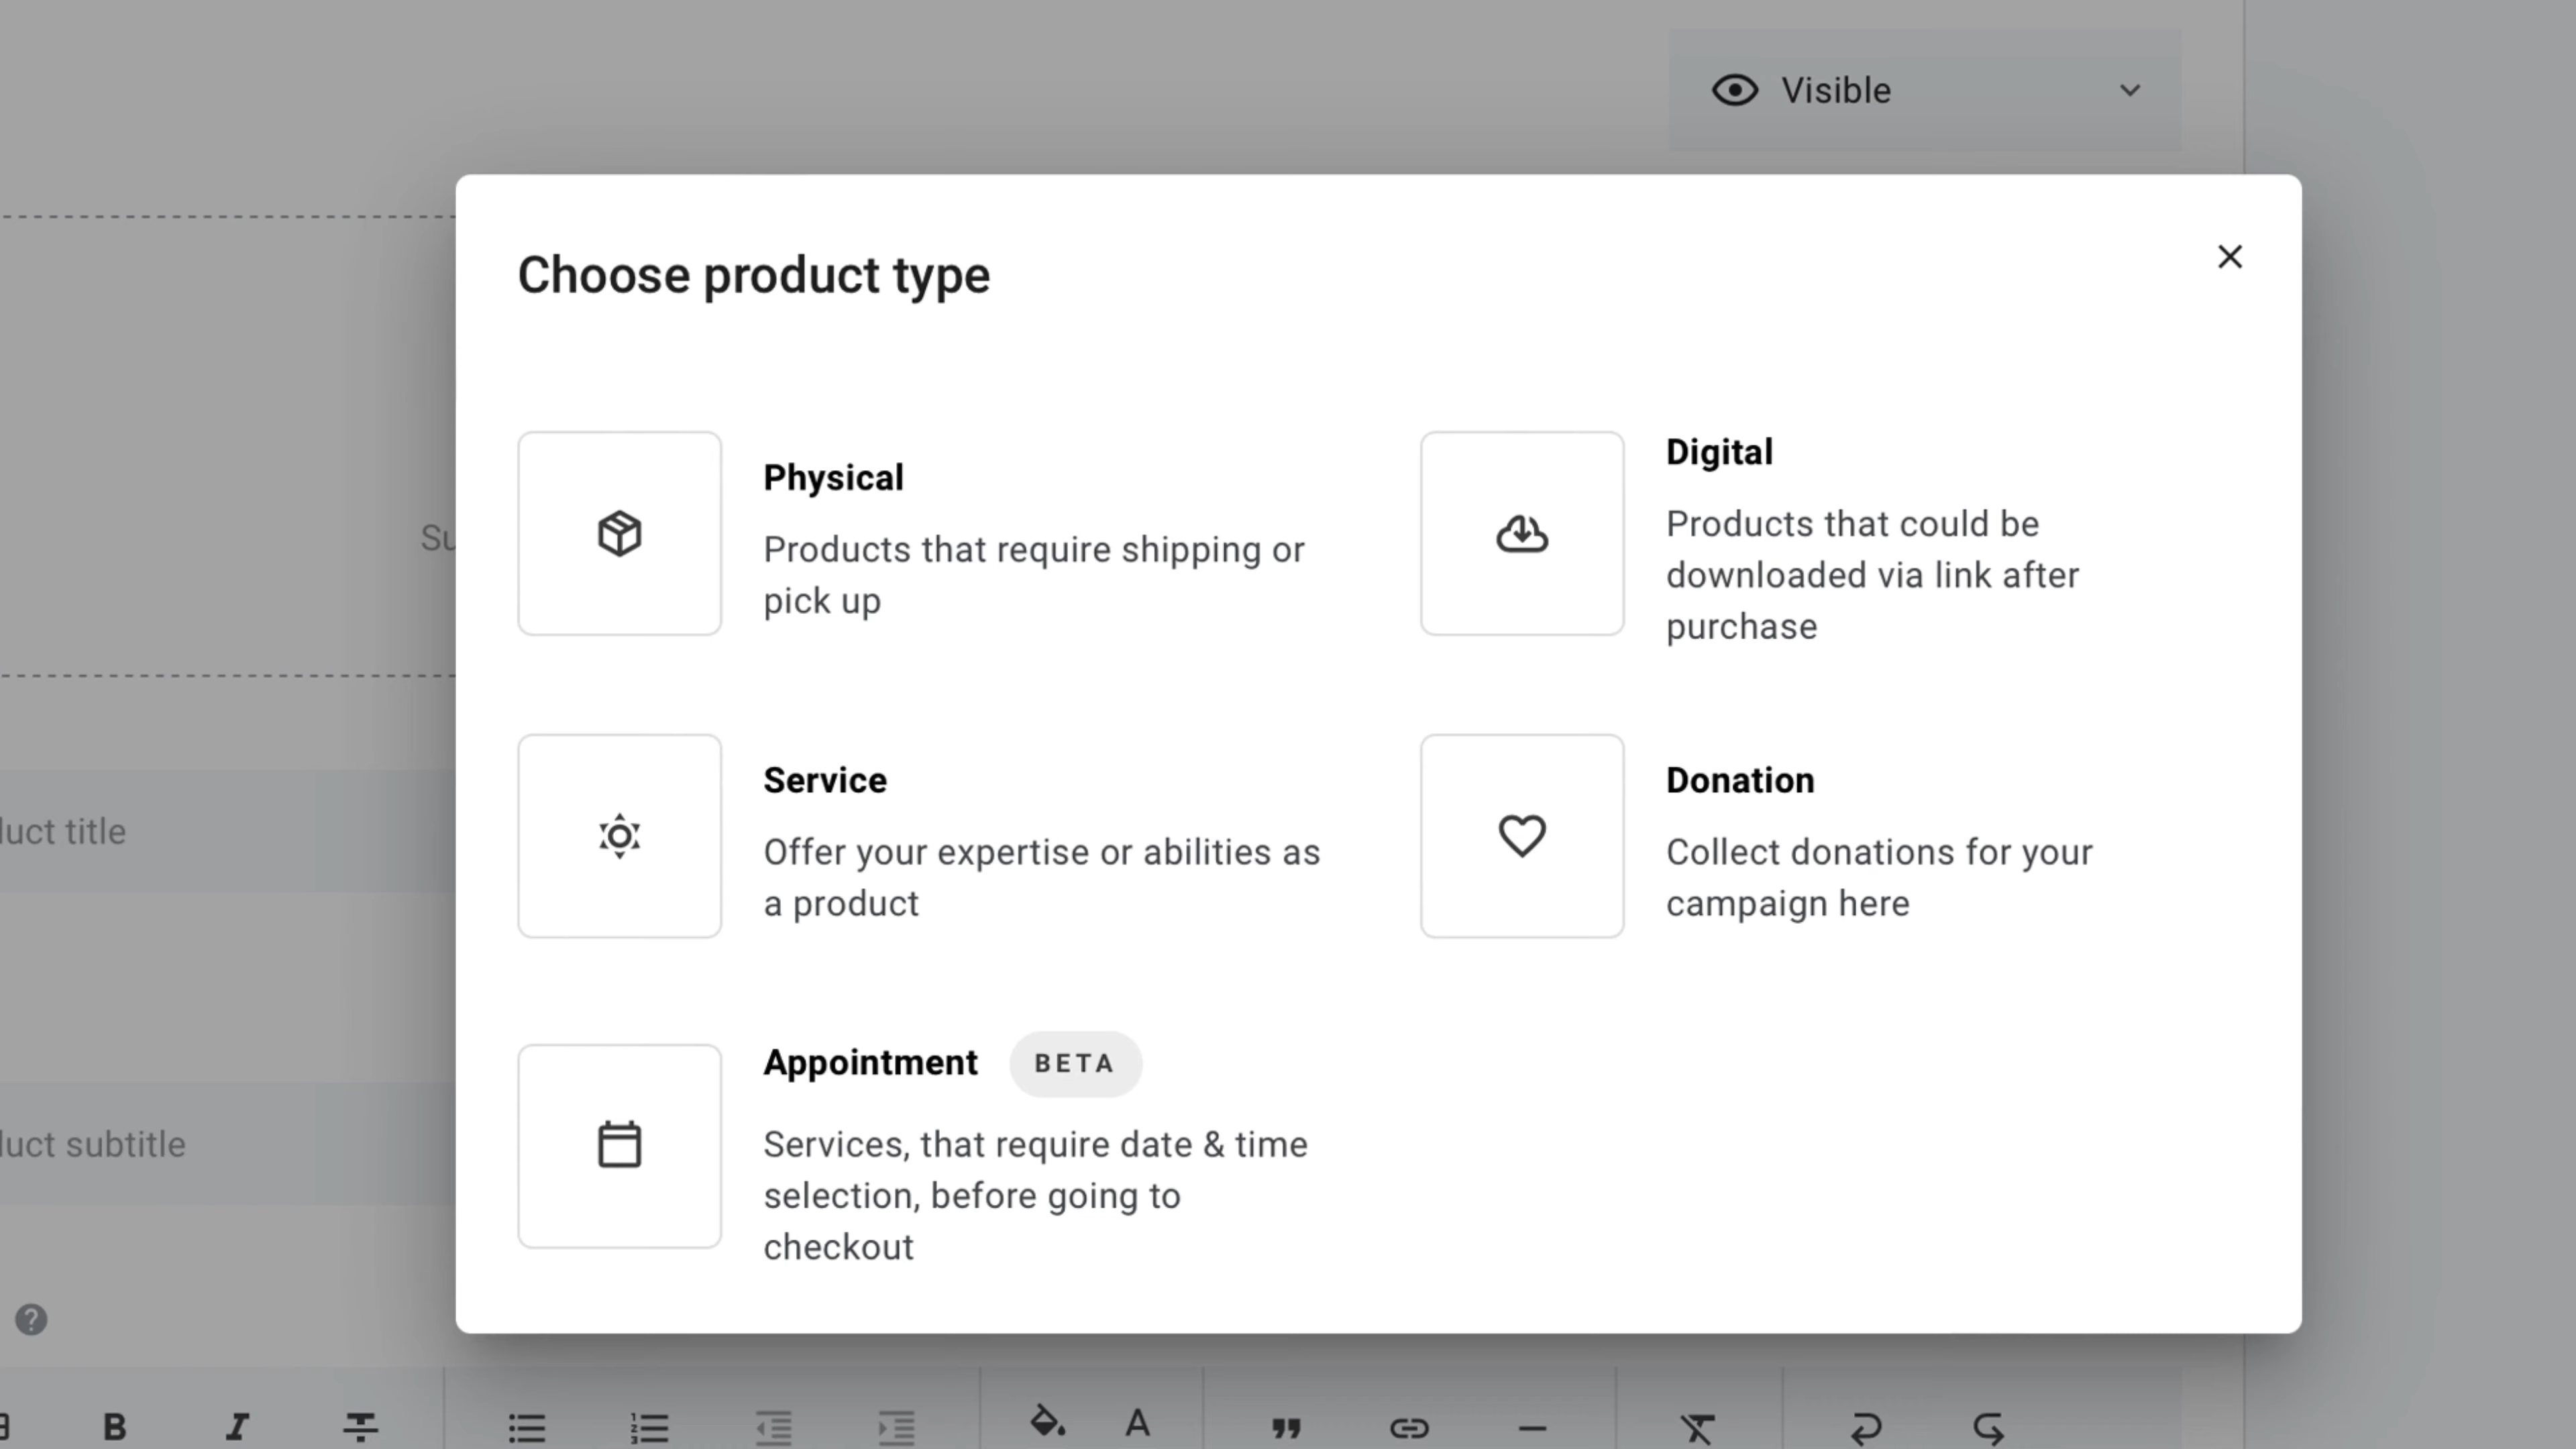 Visible
Choose product type
Physical
Products that require shipping or
pick up
Digital
Products that could be
downloaded via link after
purchase
Service
Offer your expertise or abilities as
a product
Donation
Collect donations for your
campaign here
Appointment BETA
Services, that require date & time
selection, before going to
checkout
title
subtitle
B I A